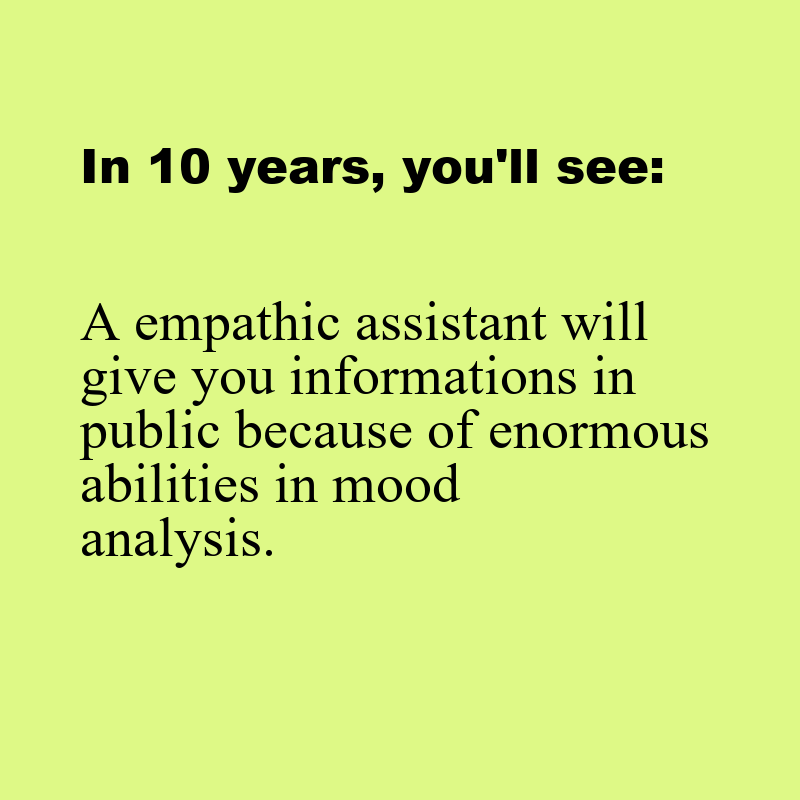 In 10 years, you'll see:
A empathic assistant will
give you informations in
public because of enormous
abilities in mood
analysis.